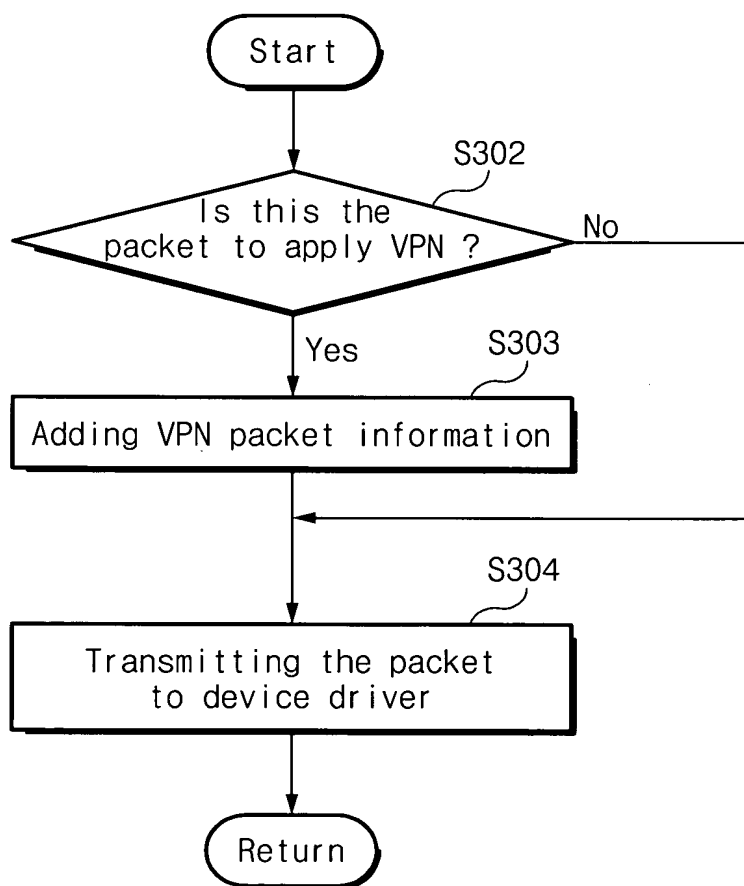 Start
S302
Is this the
packet to apply VPN ?
No
Yes
S303
Adding VPN packet information
S304
Transmitting the packet
to device driver
Return